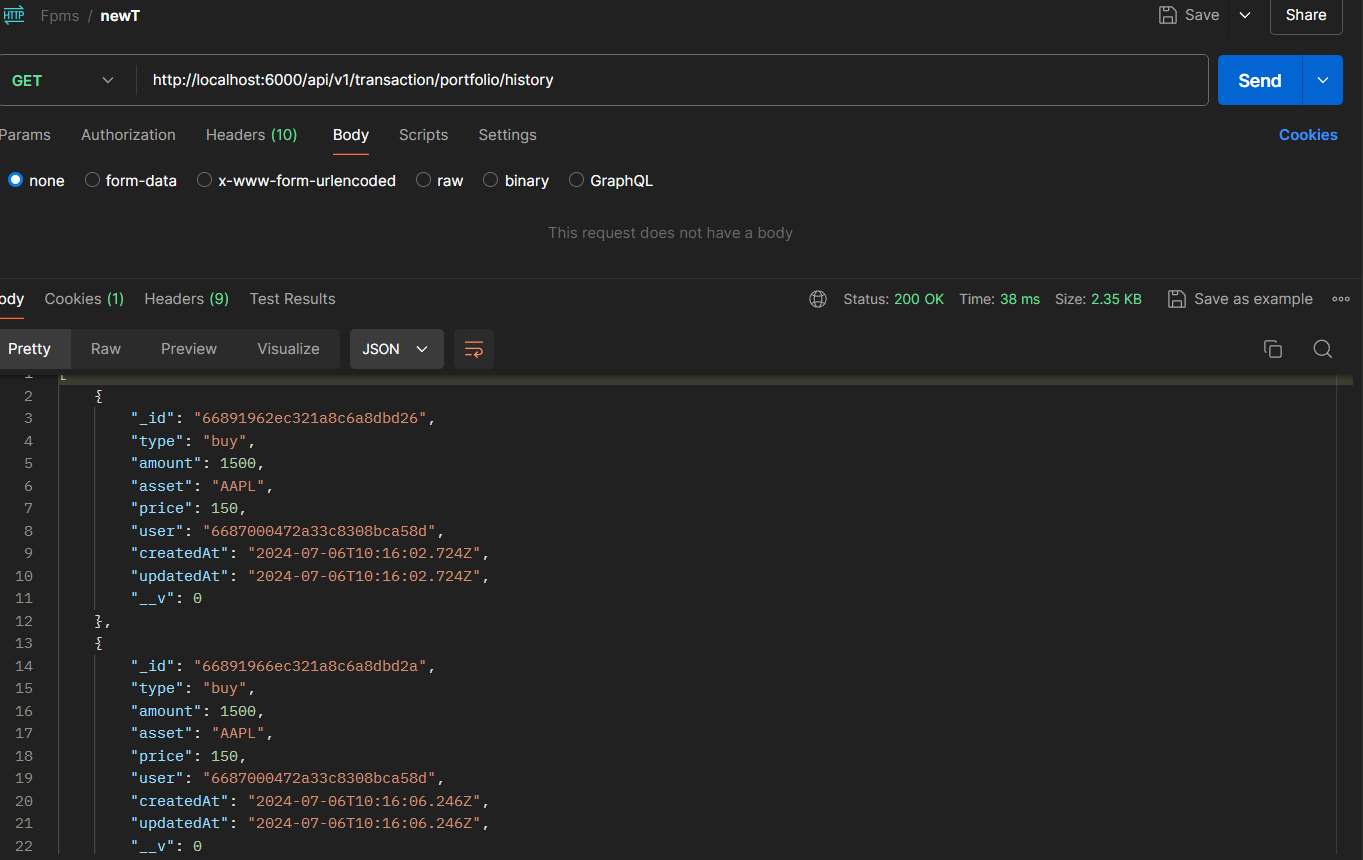 HTTP Fpms / newT Save Share
GET http://localhost:6000/api/v1/transaction/portfolio/history Send
Params Authorization Headers (10) Body Scripts Settings Cookies
none form-data x-www-form-urlencoded raw binary GraphQL
This request does not have a body
ody Cookies (1) Headers (9) Test Results Status: 200 OK Time: 38 ms Size: 2.35 KB Save as example
Pretty Raw Preview Visualize JSON
1 [
2 {
3 "_id": "66891962ec321a8c6a8dbd26",
4 "type": "buy",
5 "amount": 1500,
6 "asset": "AAPL",
7 "price": 150,
8 "user": "6687000472a33c8308bca58d",
9 "createdAt": "2024-07-06T10:16:02.724Z",
10 "updatedAt": "2024-07-06T10:16:02.724Z",
11 "__v": 0
12 },
13 {
14 "_id": "66891966ec321a8c6a8dbd2a",
15 "type": "buy",
16 "amount": 1500,
17 "asset": "AAPL",
18 "price": 150,
19 "user": "6687000472a33c8308bca58d",
20 "createdAt": "2024-07-06T10:16:06.246Z",
21 "updatedAt": "2024-07-06T10:16:06.246Z",
22 "__v": 0